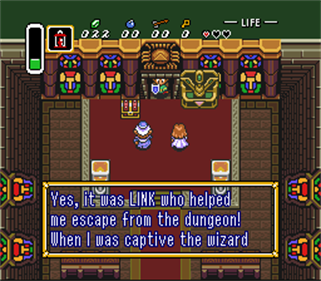 — LIFE —
022 00 00 0
Yes, it was LINK who helped
me escape from the dungeon!
When I was captive the wizard